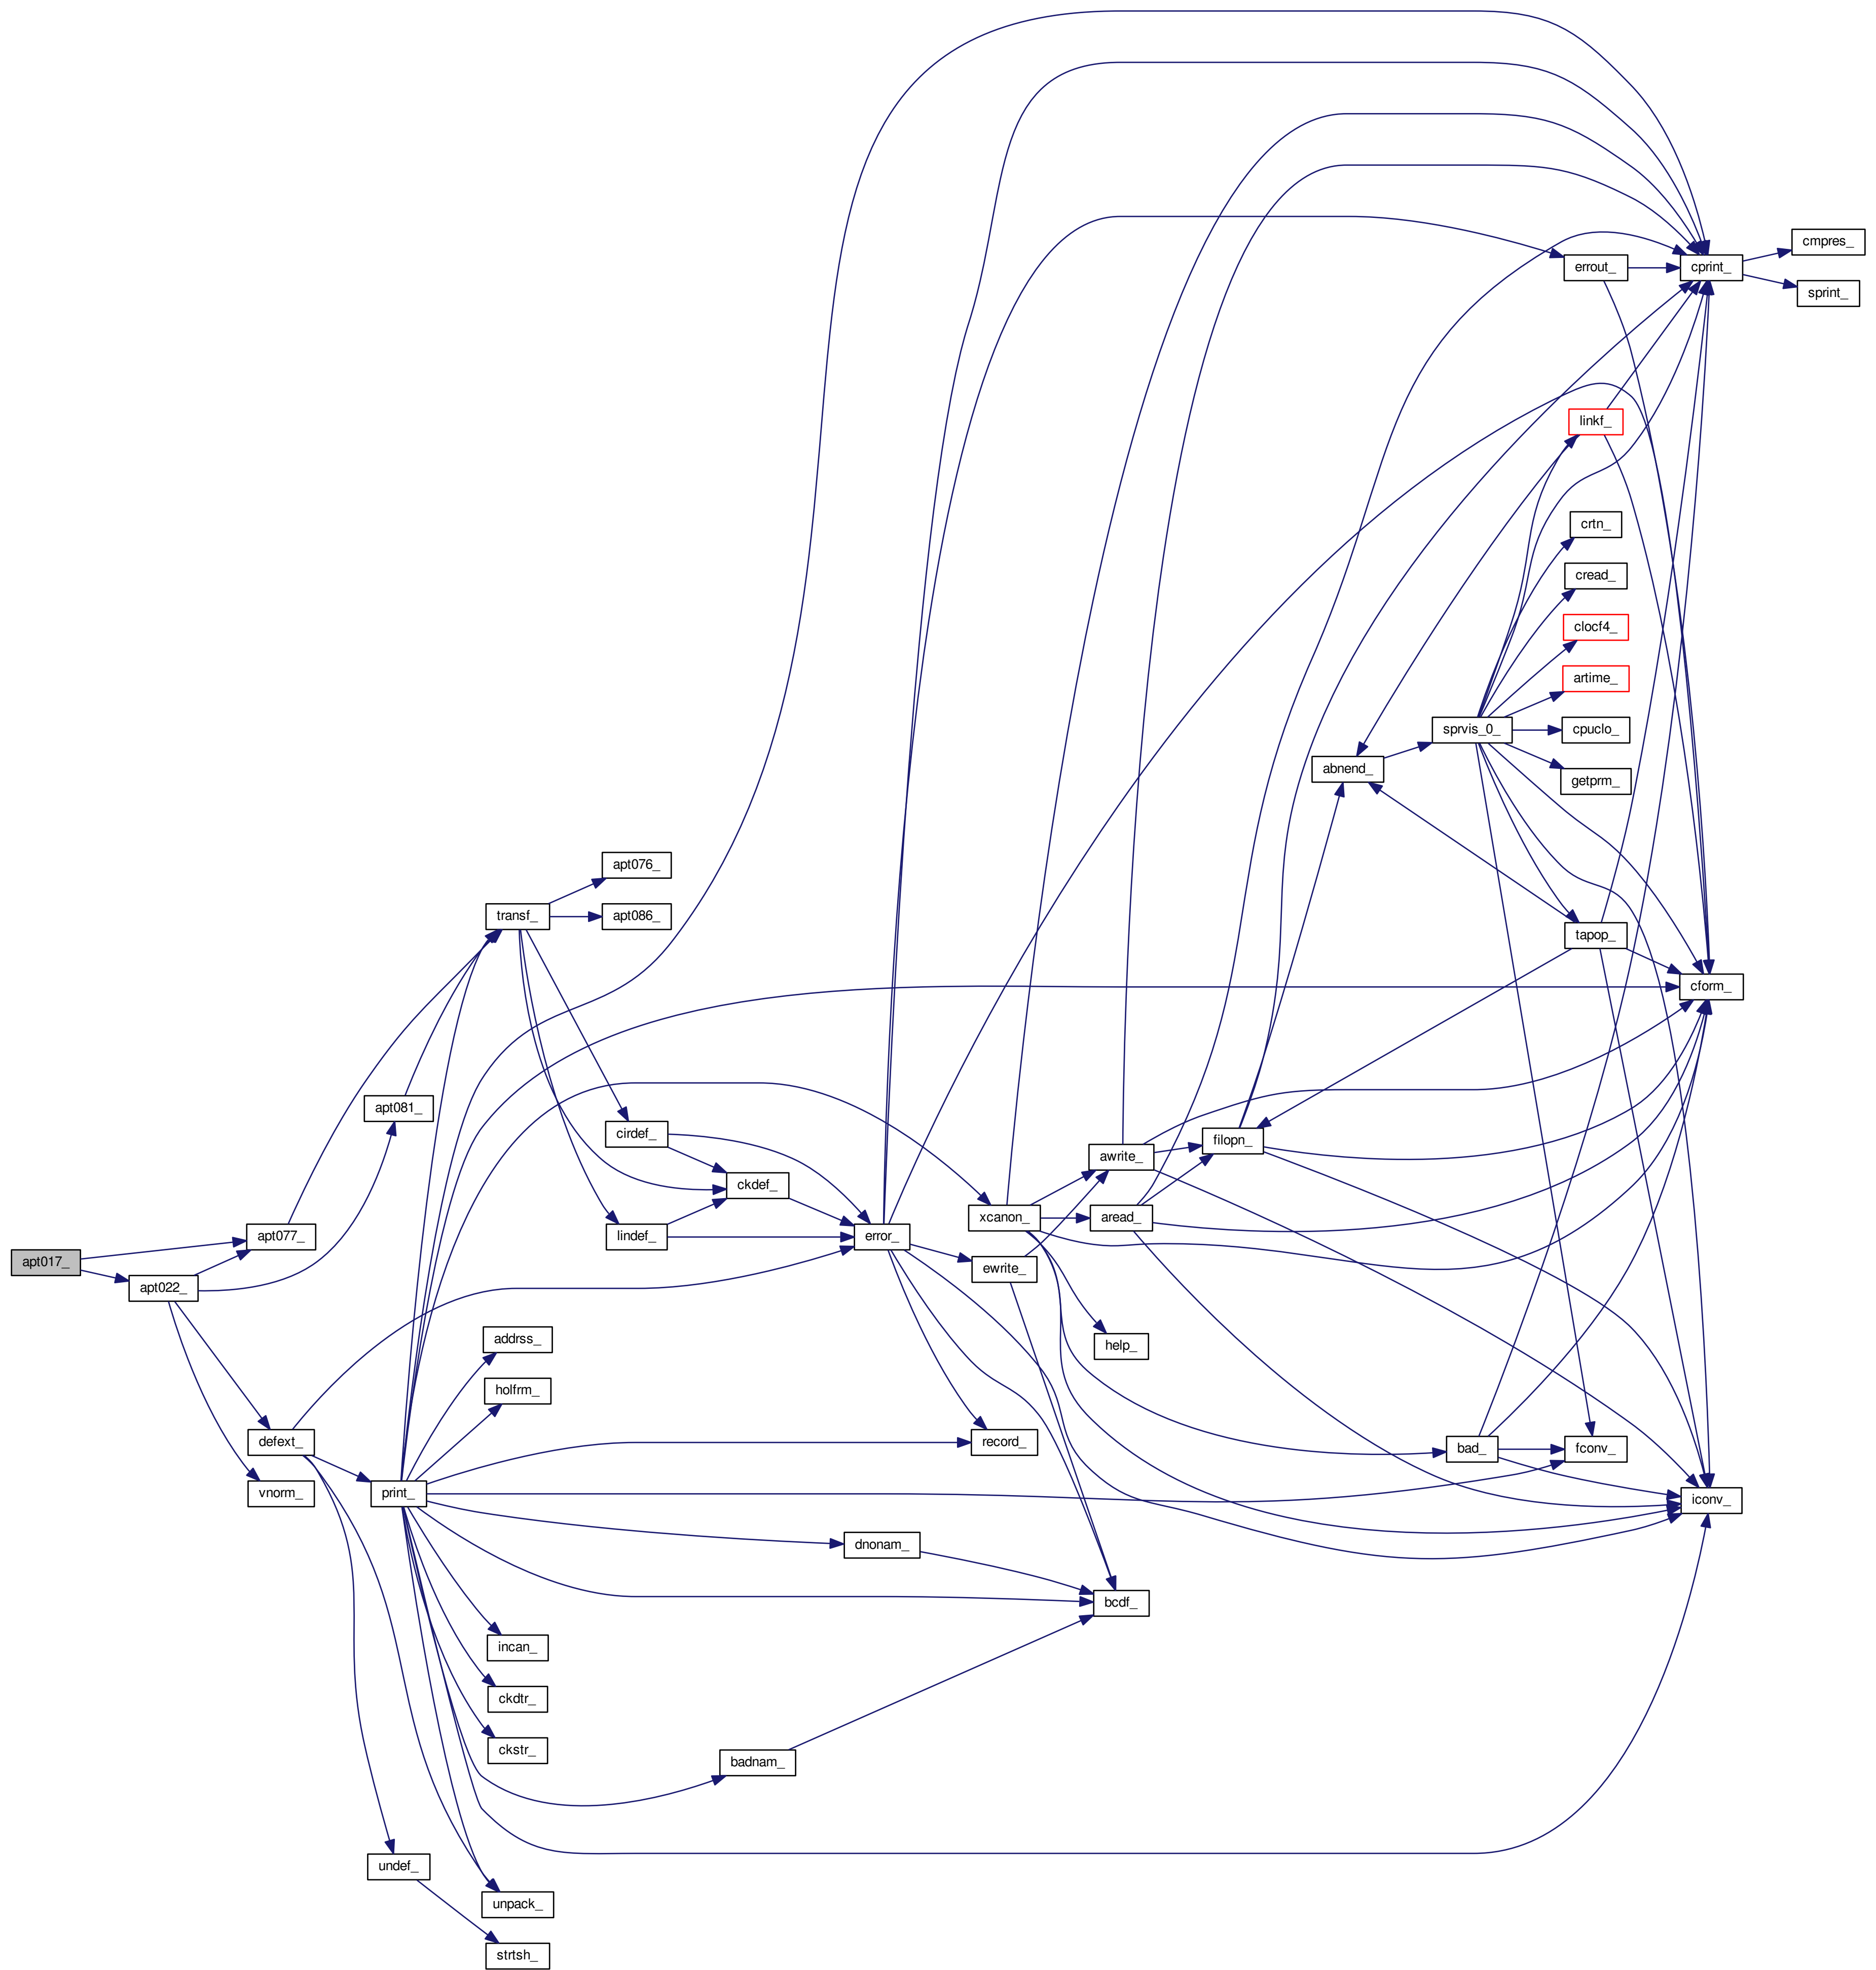 cmpres_
errout_
cprint_
sprint_
linkf_
crtn_
cread_
clocf4_
artime_
sprvis_0_
cpuclo_
abnend_
getprm_
apt076_
transf_
apt086_
tapop_
cform_
apt081_
cirdef_
filopn_
awrite_
ckdef_
xcanon_
aread_
apt077_
lindef_
error_
apt017_
ewrite_
apt022_
addrss_
help_
holfrm_
defext_
record_
bad_
fconv_
vnorm_
print_
iconv_
dnonam_
bcdf_
incan_
ckdtr_
ckstr_
badnam_
undef_
unpack_
strtsh_